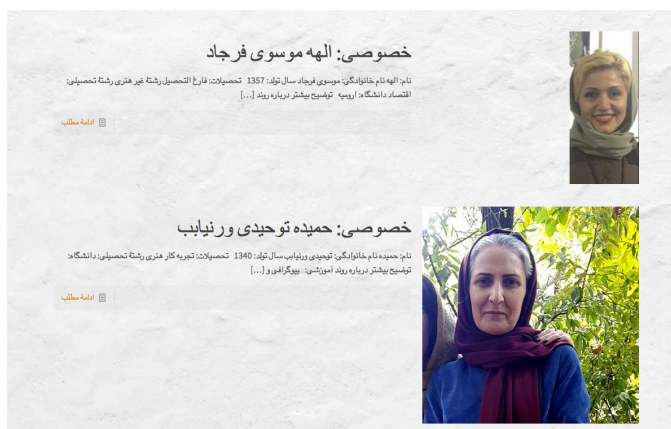 خصوصی: الهه موسوی فرجاد
نام: الهه نام خانوادگی: موسوی فرجاد سال تولد: 1357 تحصیلات: فارغ التحصیل رشتهٔ غیر هنری رشتهٔ تحصیلی:
اقتصاد دانشگاه: ارومیه توضیح بیشتر درباره روند […]
ادامهٔ مطلب
خصوصی: حمیده توحیدی ورنیابب
نام: حمیده نام خانوادگی: توحیدی ورنیابب سال تولد: 1340 تحصیلات: تجربه کار هنری رشتهٔ تحصیلی: دانشگاه:
توضیح بیشتر درباره روند آموزشی: بیوگرافی و […]
ادامهٔ مطلب